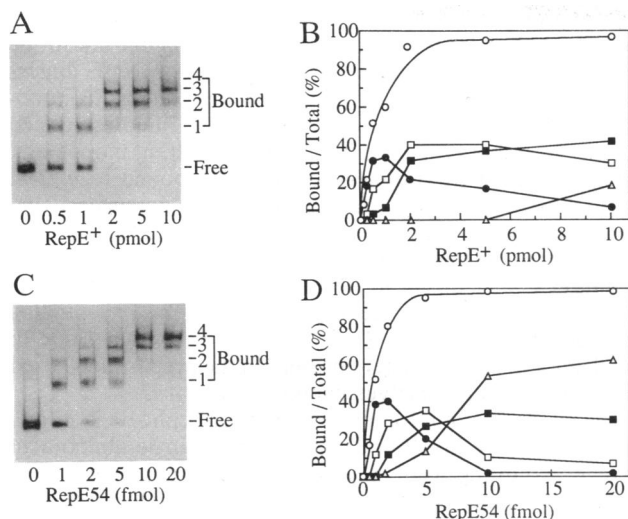 A
4
3
2
1
Bound
Free
0 0.5 1 2 5 10
RepE+ (pmol)
B
100
80
60
40
20
0
Bound / Total (%)
0 2 4 6 8 10
RepE+ (pmol)
C
4
3
2
1
Bound
Free
0 1 2 5 10 20
RepE54 (fmol)
D
100
80
60
40
20
0
Bound / Total (%)
0 5 10 15 20
RepE54 (fmol)